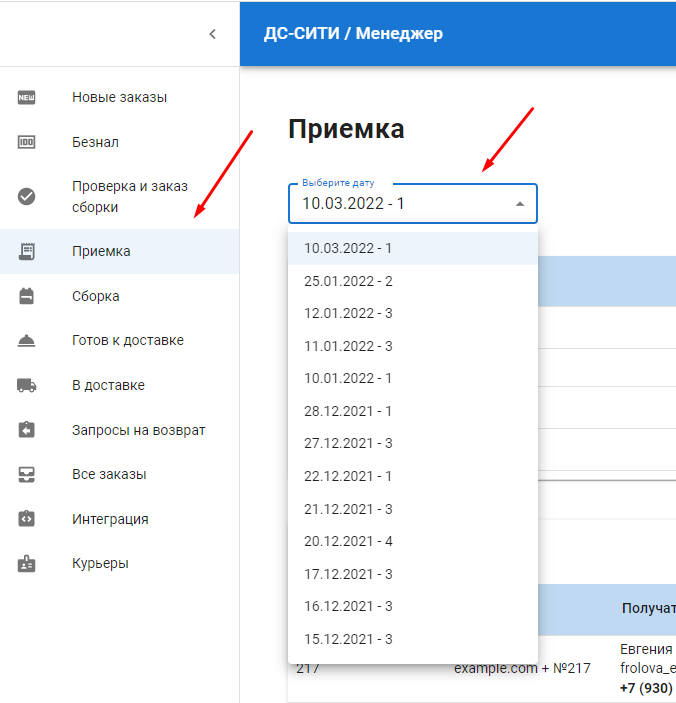 ДС-СИТИ / Менеджер
NEW
Новые заказы
Безнал
Проверка и заказ
сборки
Приемка
Сборка
Готов к доставке
В доставке
Запросы на возврат
Все заказы
Интеграция
Курьеры
Приемка
Выберите дату
10.03.2022 - 1
10.03.2022 - 1
25.01.2022 - 2
12.01.2022 - 3
11.01.2022 - 3
10.01.2022 - 1
28.12.2021 - 1
27.12.2021 - 3
22.12.2021 - 1
21.12.2021 - 3
20.12.2021 - 4
17.12.2021 - 3
16.12.2021 - 3
15.12.2021 - 3
Получат
217
example.com + №217
Евгения
frolova_e
+7 (930)